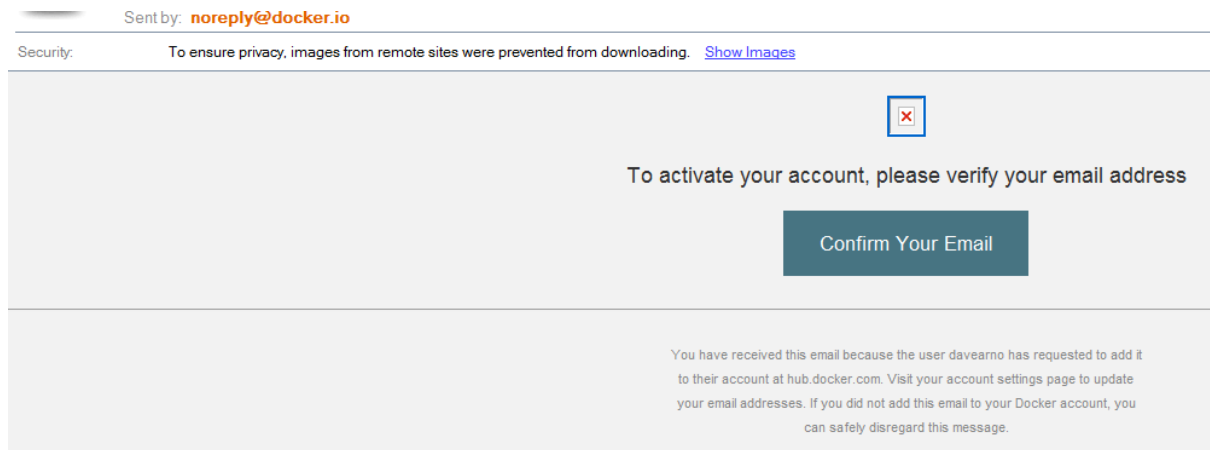 Sent by: noreply@docker.io
Security: To ensure privacy, images from remote sites were prevented from downloading. Show Images
To activate your account, please verify your email address
Confirm Your Email
You have received this email because the user davearno has requested to add it
to their account at hub.docker.com. Visit your account settings page to update
your email addresses. If you did not add this email to your Docker account, you
can safely disregard this message.